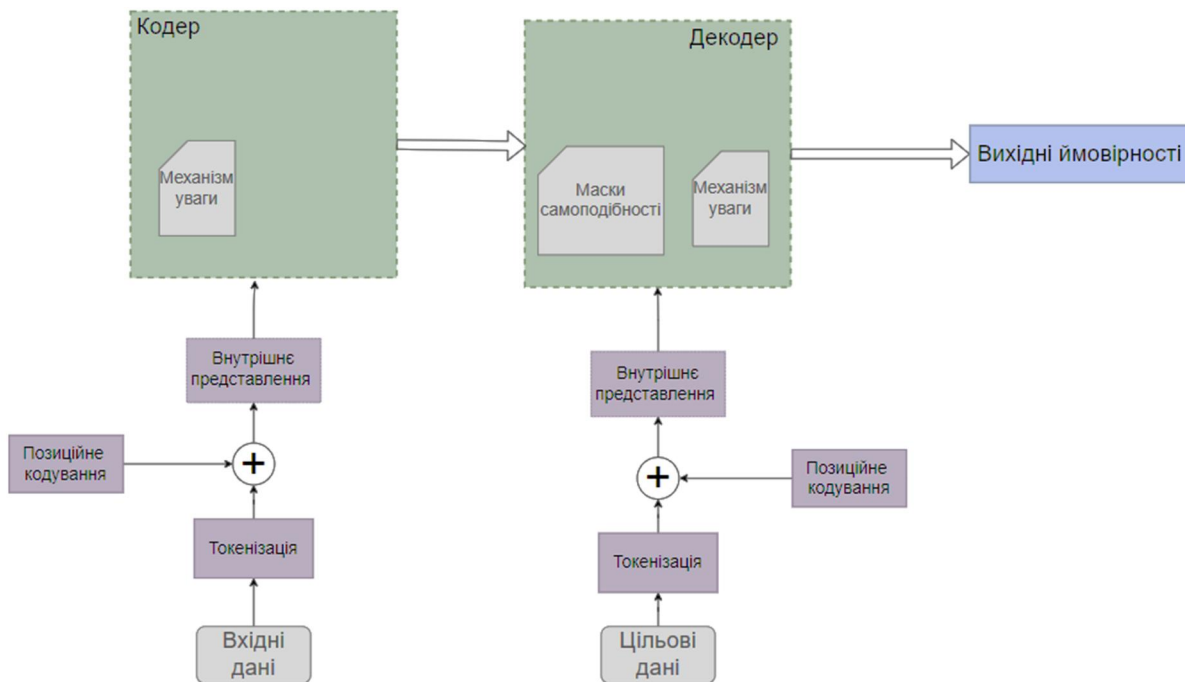 Кодер
Механізм
уваги
Декодер
Маски
самоподібності
Механізм
уваги
Вихідні ймовірності
Внутрішнє
представлення
Внутрішнє
представлення
Позиційне
кодування
+
+
Позиційне
кодування
Токенізація
Токенізація
Вхідні
дані
Цільові
дані